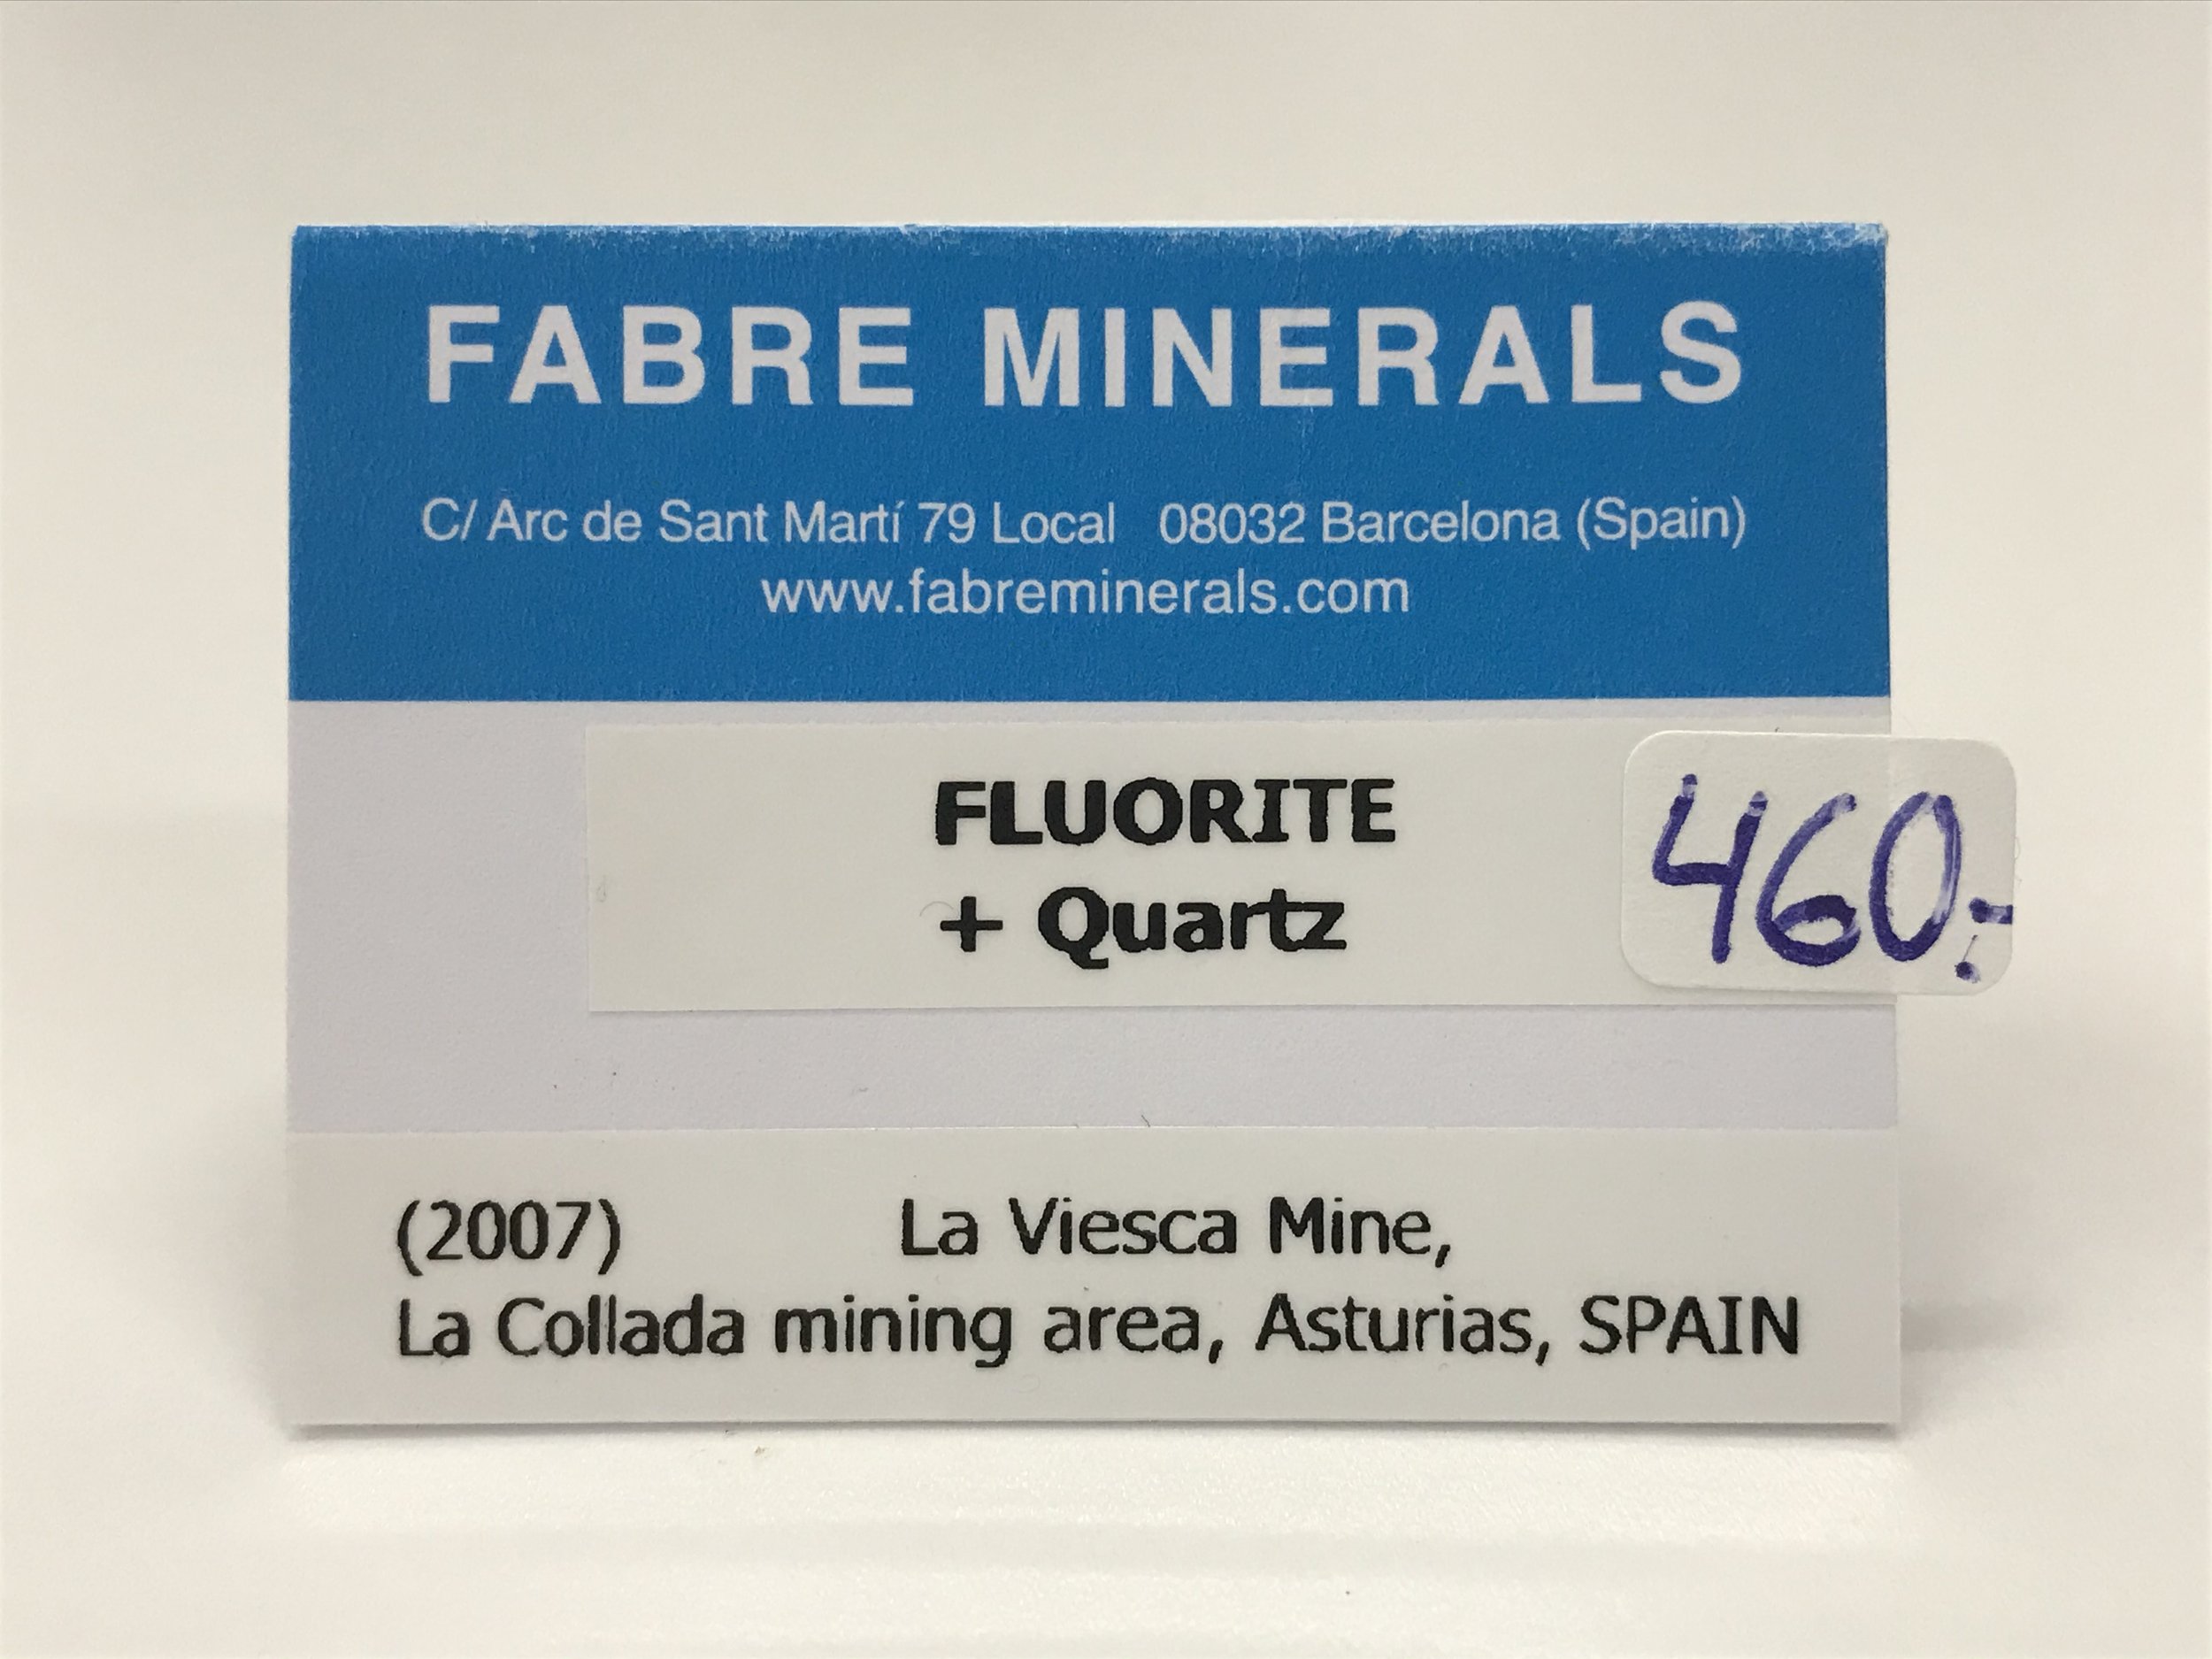 FABRE MINERALS
C/ Arc de Sant Martí 79 Local 08032 Barcelona (Spain)
www.fabreminerals.com
FLUORITE
+ Quartz
460.-
(2007) La Viesca Mine,
La Collada mining area, Asturias, SPAIN